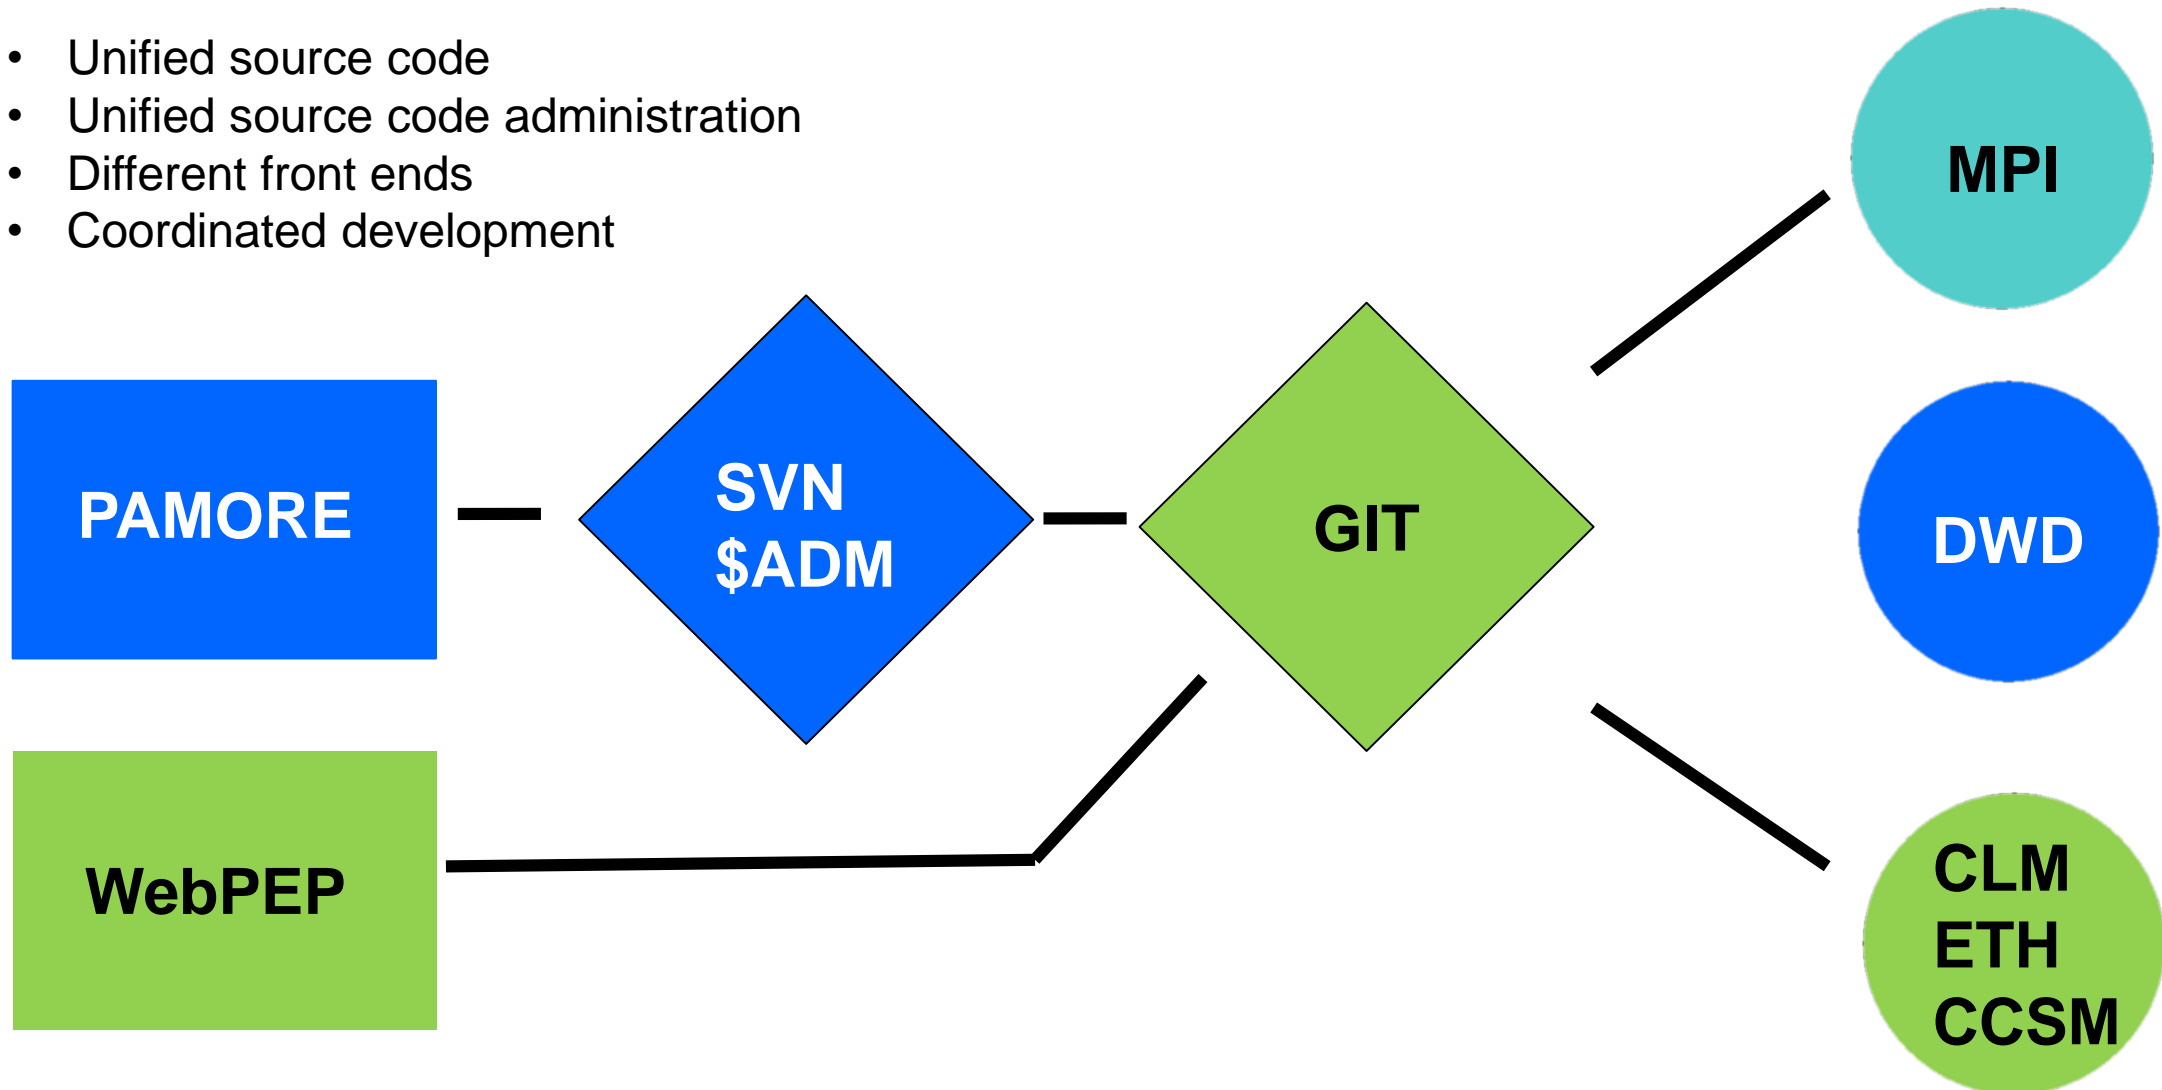 • Unified source code
• Unified source code administration
• Different front ends
• Coordinated development
MPI
PAMORE
SVN
$ADM
GIT
DWD
WebPEP
CLM
ETH
CCSM